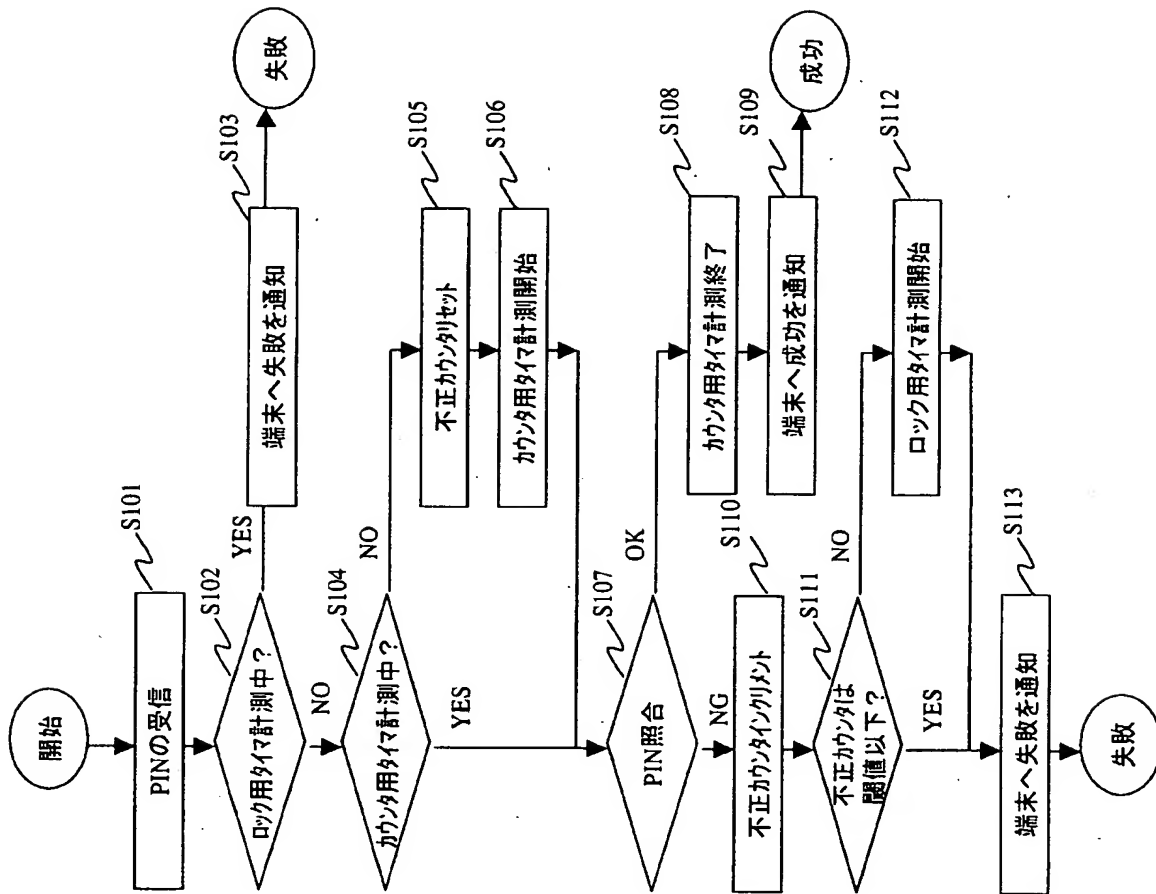 開始
PINの受信
S101
ロック用タイマ計測中？
S102
YES
端末へ失敗を通知
S103
失敗
NO
カウンタ用タイマ計測中？
S104
NO
不正カウンタリセット
S105
カウンタ用タイマ計測開始
S106
YES
PIN照合
S107
OK
カウンタ用タイマ計測終了
S108
端末へ成功を通知
S109
成功
NG
不正カウンタインクリメント
S110
不正カウンタは
閾値以下？
S111
NO
ロック用タイマ計測開始
S112
YES
端末へ失敗を通知
S113
失敗